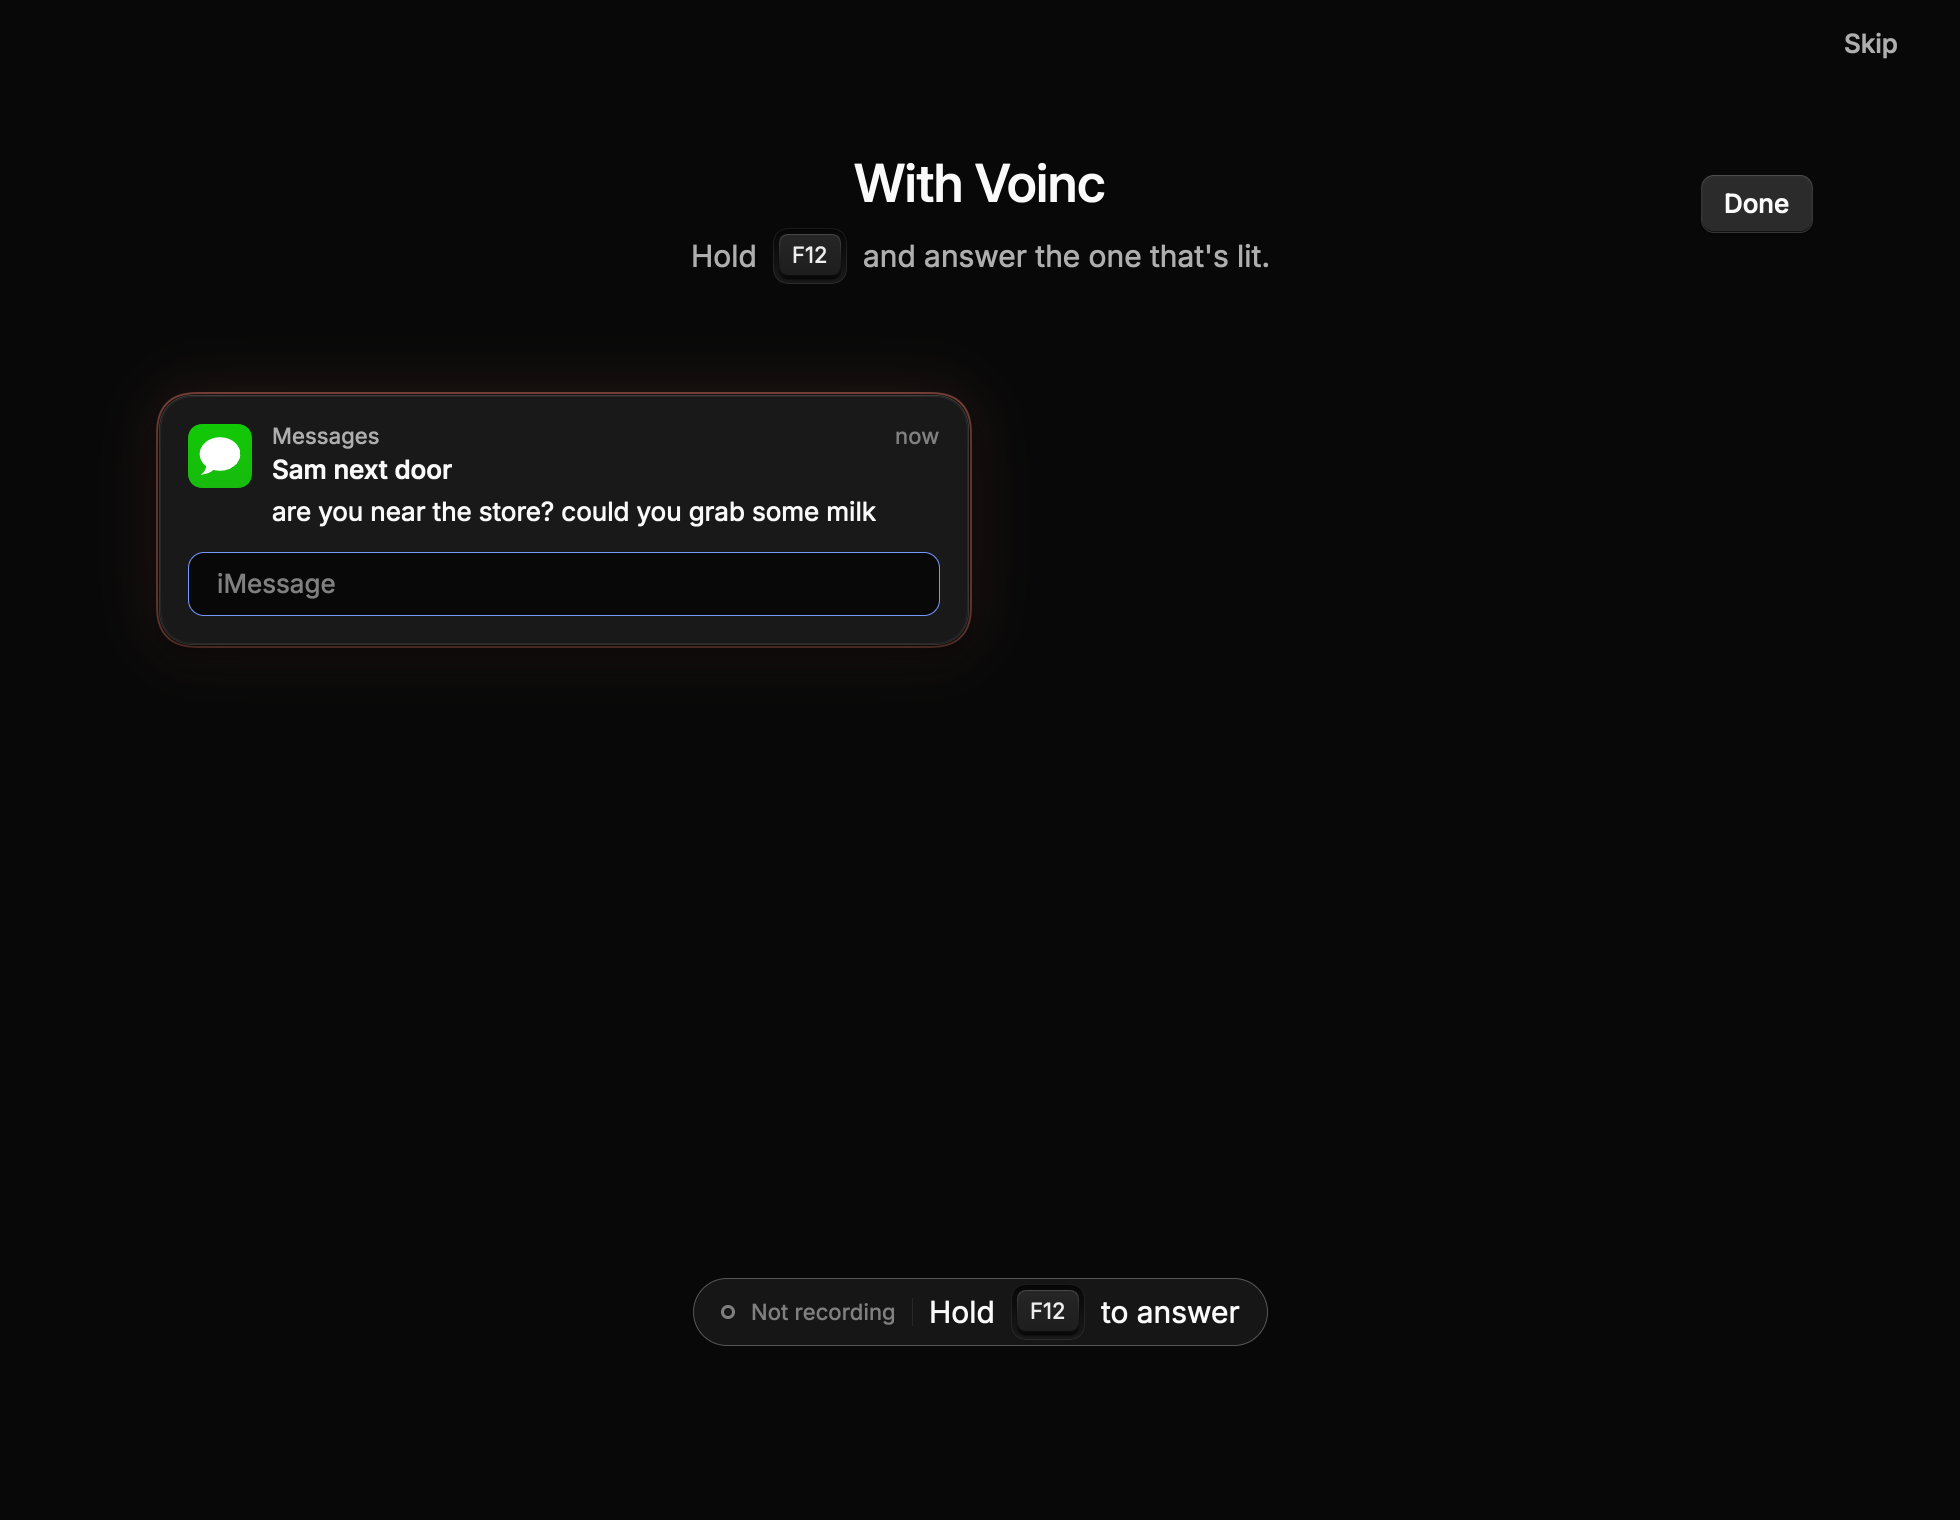 Skip
With Voinc
Done
Hold F12 and answer the one that's lit.
Messages now
Sam next door
are you near the store? could you grab some milk
iMessage
Not recording Hold F12 to answer